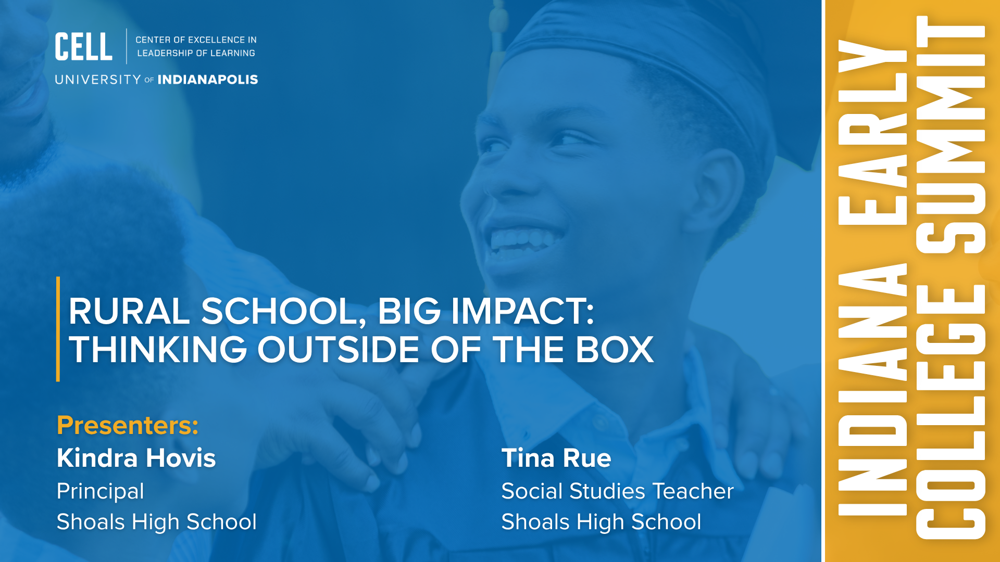 CELL
CENTER OF EXCELLENCE IN
LEADERSHIP OF LEARNING
UNIVERSITY OF INDIANAPOLIS
RURAL SCHOOL, BIG IMPACT:
THINKING OUTSIDE OF THE BOX
Presenters:
Kindra Hovis
Principal
Shoals High School
Tina Rue
Social Studies Teacher
Shoals High School
INDIANA EARLY
COLLEGE SUMMIT